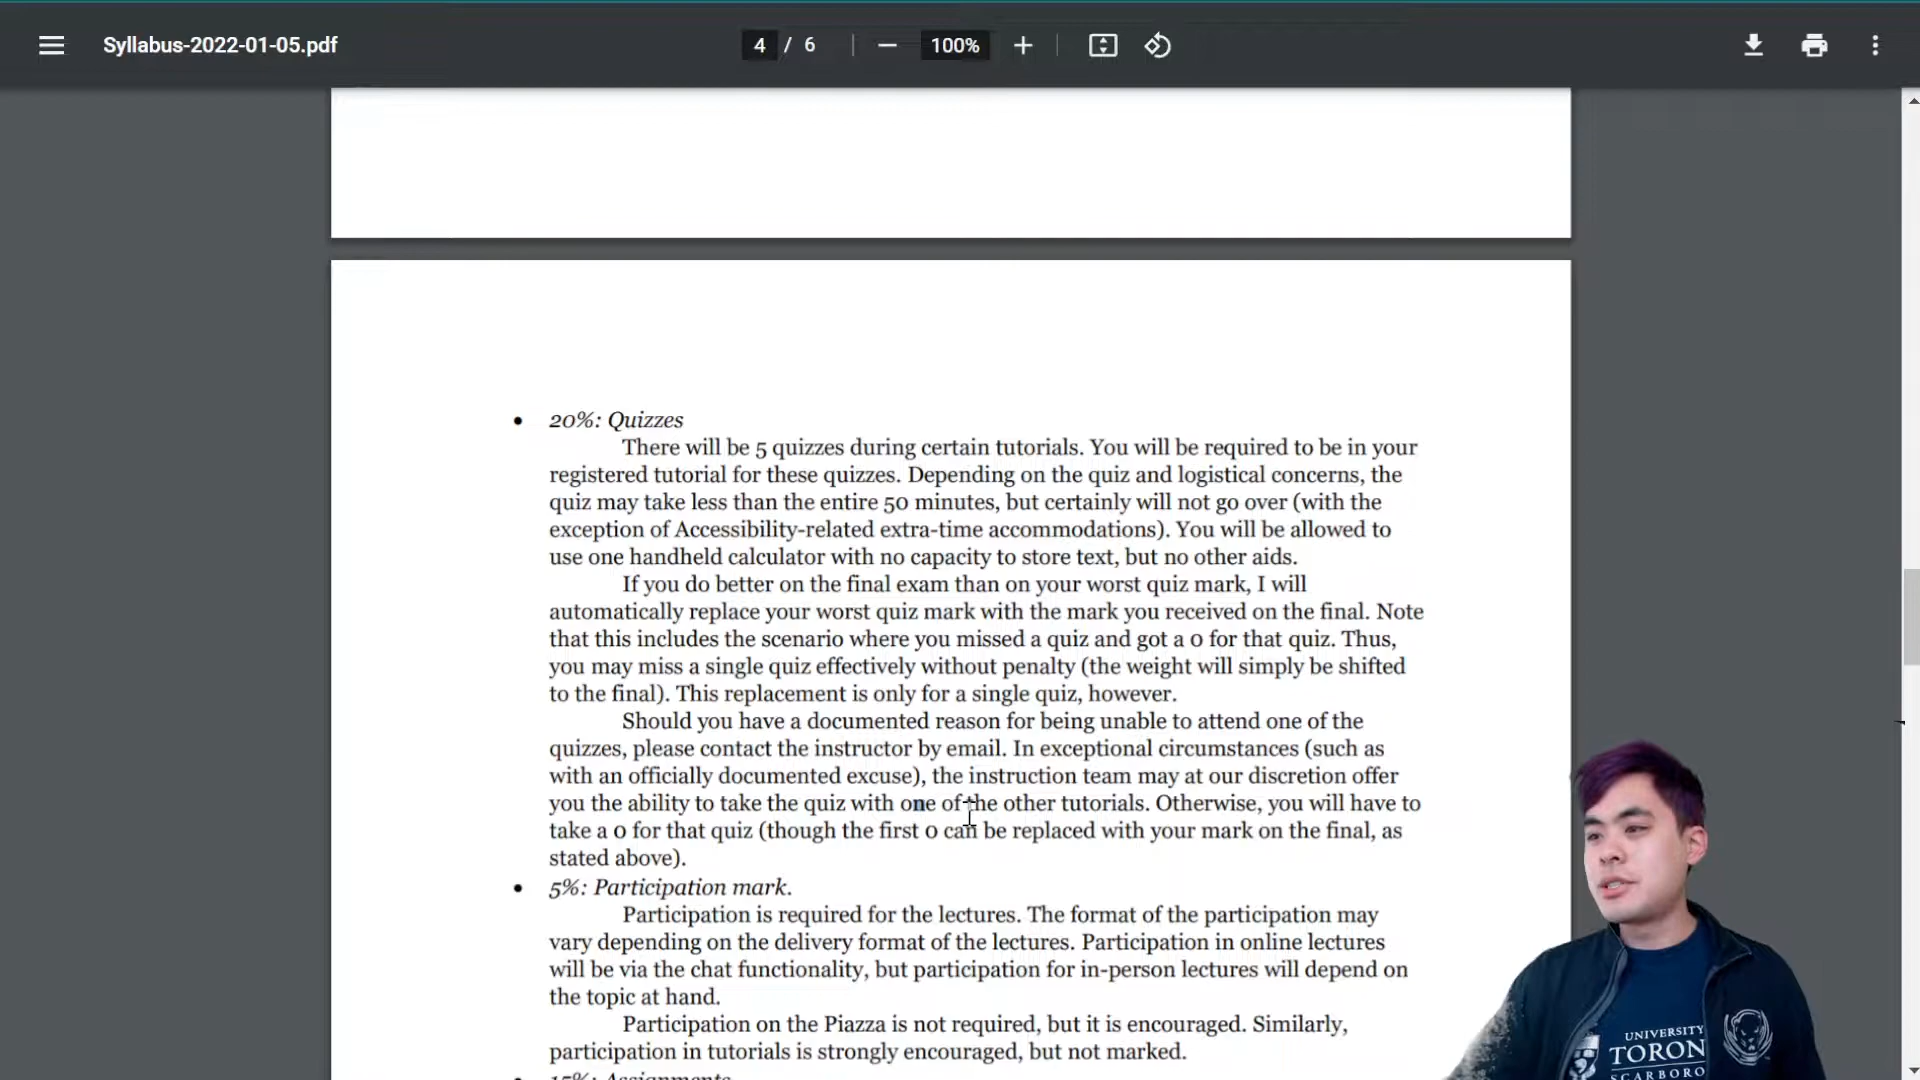 Syllabus-2022-01-05.pdf
4 / 6
100%
20%: Quizzes
There will be 5 quizzes during certain tutorials. You will be required to be in your
registered tutorial for these quizzes. Depending on the quiz and logistical concerns, the
quiz may take less than the entire 50 minutes, but certainly will not go over (with the
exception of Accessibility-related extra-time accommodations). You will be allowed to
use one handheld calculator with no capacity to store text, but no other aids.
If you do better on the final exam than on your worst quiz mark, I will
automatically replace your worst quiz mark with the mark you received on the final. Note
that this includes the scenario where you missed a quiz and got a 0 for that quiz. Thus,
you may miss a single quiz effectively without penalty (the weight will simply be shifted
to the final). This replacement is only for a single quiz, however.
Should you have a documented reason for being unable to attend one of the
quizzes, please contact the instructor by email. In exceptional circumstances (such as
with an officially documented excuse), the instruction team may at our discretion offer
you the ability to take the quiz with one of the other tutorials. Otherwise, you will have to
take a 0 for that quiz (though the first 0 can be replaced with your mark on the final, as
stated above).
5%: Participation mark.
Participation is required for the lectures. The format of the participation may
vary depending on the delivery format of the lectures. Participation in online lectures
will be via the chat functionality, but participation for in-person lectures will depend on
the topic at hand.
Participation on the Piazza is not required, but it is encouraged. Similarly,
participation in tutorials is strongly encouraged, but not marked.
15%: Assignments
UNIVERSITY
TORON
SCARBORO